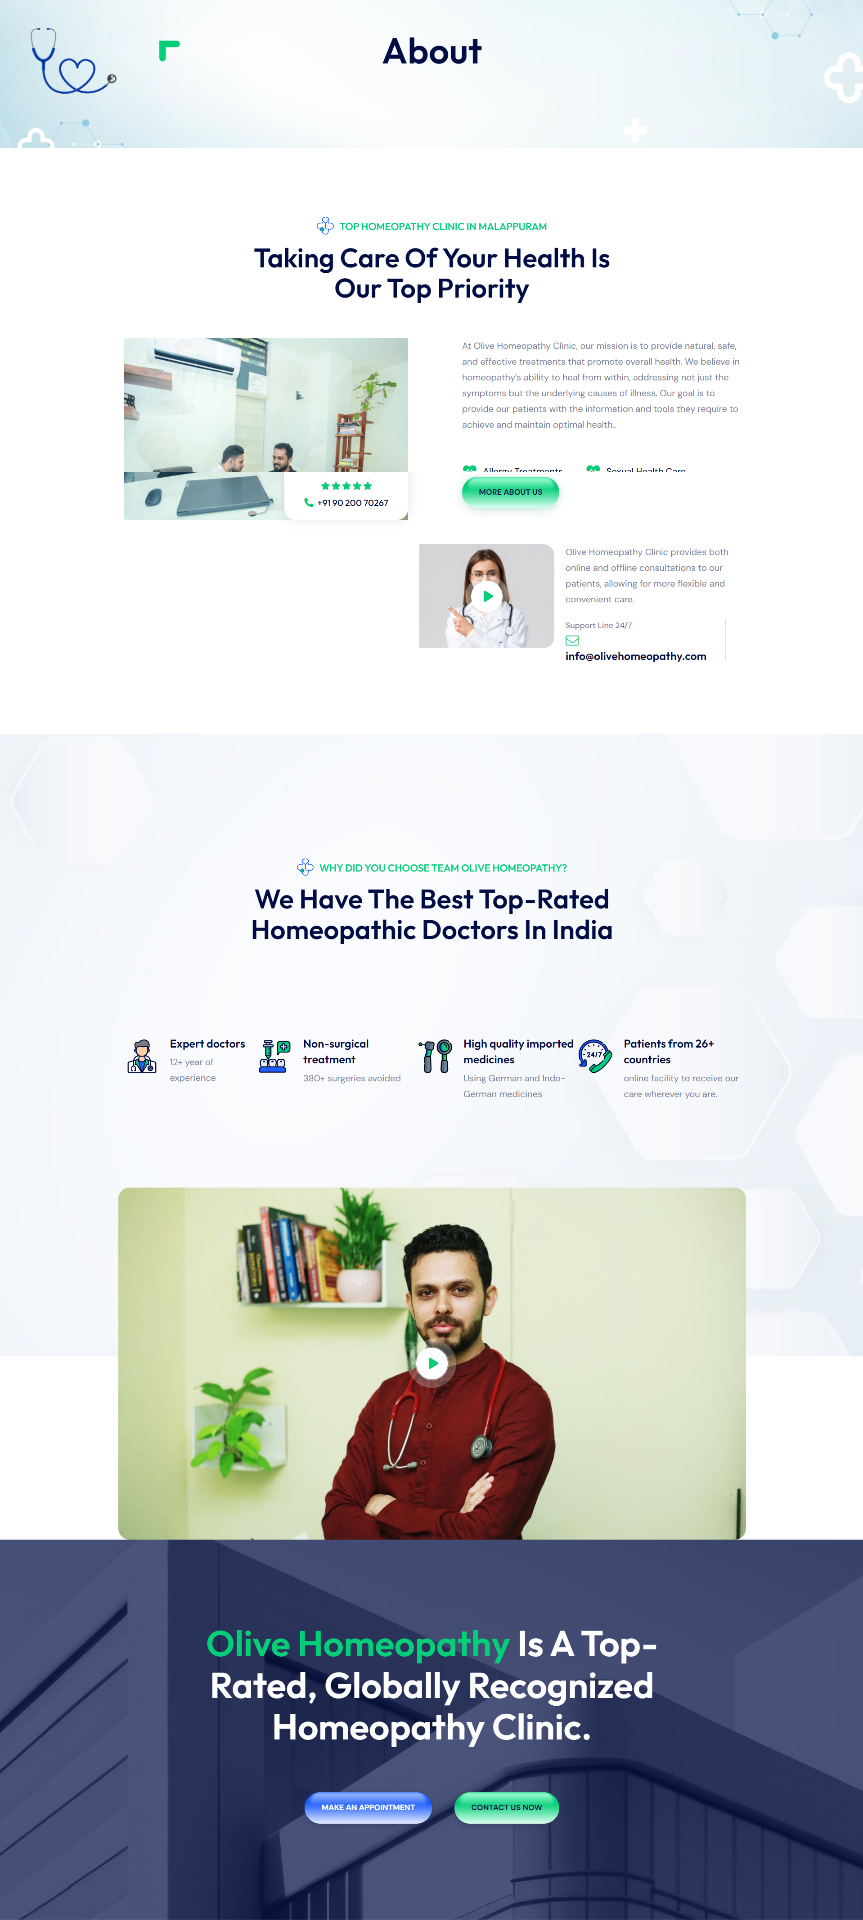 About
TOP HOMEOPATHY CLINIC IN MALAPPURAM
Taking Care Of Your Health Is
Our Top Priority
At Olive Homeopathy Clinic, our mission is to provide natural, safe,
and effective treatments that promote overall health. We believe in
homeopathy's ability to heal from within, addressing not just the
symptoms but the underlying causes of illness. Our goal is to
provide our patients with the information and tools they require to
achieve and maintain optimal health..
Allergy Treatments
Sexual Health Care
MORE ABOUT US
+91 90 200 70267
Olive Homeopathy Clinic provides both
online and offline consultations to our
patients, allowing for more flexible and
convenient care.
Support Line 24/7
info@olivehomeopathy.com
WHY DID YOU CHOOSE TEAM OLIVE HOMEOPATHY?
We Have The Best Top-Rated
Homeopathic Doctors In India
Expert doctors
12+ year of
experience
Non-surgical
treatment
380+ surgeries avoided
High quality imported
medicines
Using German and Indo-
German medicines
24/7
Patients from 26+
countries
online facility to receive our
care wherever you are.
Olive Homeopathy Is A Top-
Rated, Globally Recognized
Homeopathy Clinic.
MAKE AN APPOINTMENT
CONTACT US NOW